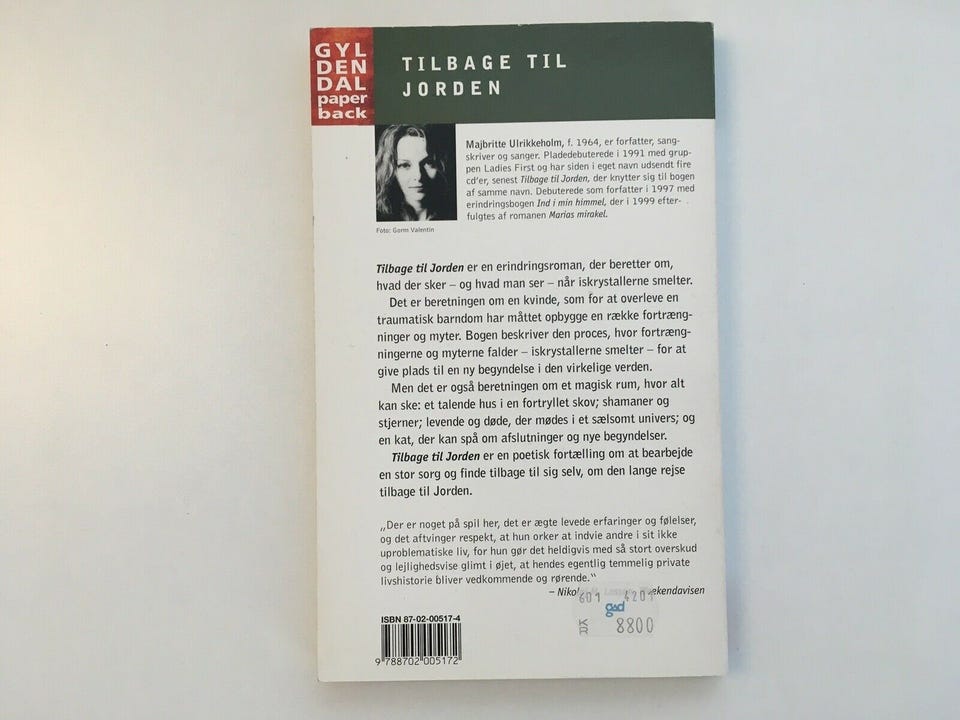 GYL
DEN
DAL
paper
back
TILBAGE TIL
JORDEN
Majbritte Ulrikkeholm, f. 1964, er forfatter, sang-
skriver og sanger. Pladedebuterede i 1991 med grup-
pen Ladies First og har siden i eget navn udsendt fire
cd'er, senest Tilbage til Jorden, der knytter sig til bogen
af samme navn. Debuterede som forfatter i 1997 med
erindringsbogen Ind i min himmel, der i 1999 efter-
fulgtes af romanen Marias mirakel.
Foto: Gorm Valentin
Tilbage til Jorden er en erindringsroman, der beretter om,
hvad der sker – og hvad man ser – når iskrystallerne smelter.
Det er beretningen om en kvinde, som for at overleve en
traumatisk barndom har måttet opbygge en række fortræng-
ninger og myter. Bogen beskriver den proces, hvor fortræng-
ningerne og myterne falder – iskrystallerne smelter – for at
give plads til en ny begyndelse i den virkelige verden.
Men det er også beretningen om et magisk rum, hvor alt
kan ske: et talende hus i en fortryllet skov; shamaner og
stjerner; levende og døde, der mødes i et sælsomt univers; og
en kat, der kan spå om afslutninger og nye begyndelser.
Tilbage til Jorden er en poetisk fortælling om at bearbejde
en stor sorg og finde tilbage til sig selv, om den lange rejse
tilbage til Jorden.
„Der er noget på spil her, det er ægte levede erfaringer og følelser,
og det aftvinger respekt, at hun orker at indvie andre i sit ikke
uproblematiske liv, for hun gør det heldigvis med så stort overskud
og lejlighedsvise glimt i øjet, at hendes egentlig temmelig private
livshistorie bliver vedkommende og rørende.“
601 4201
gad
KR 8800
ISBN 87-02-00517-4
9 788702 005172